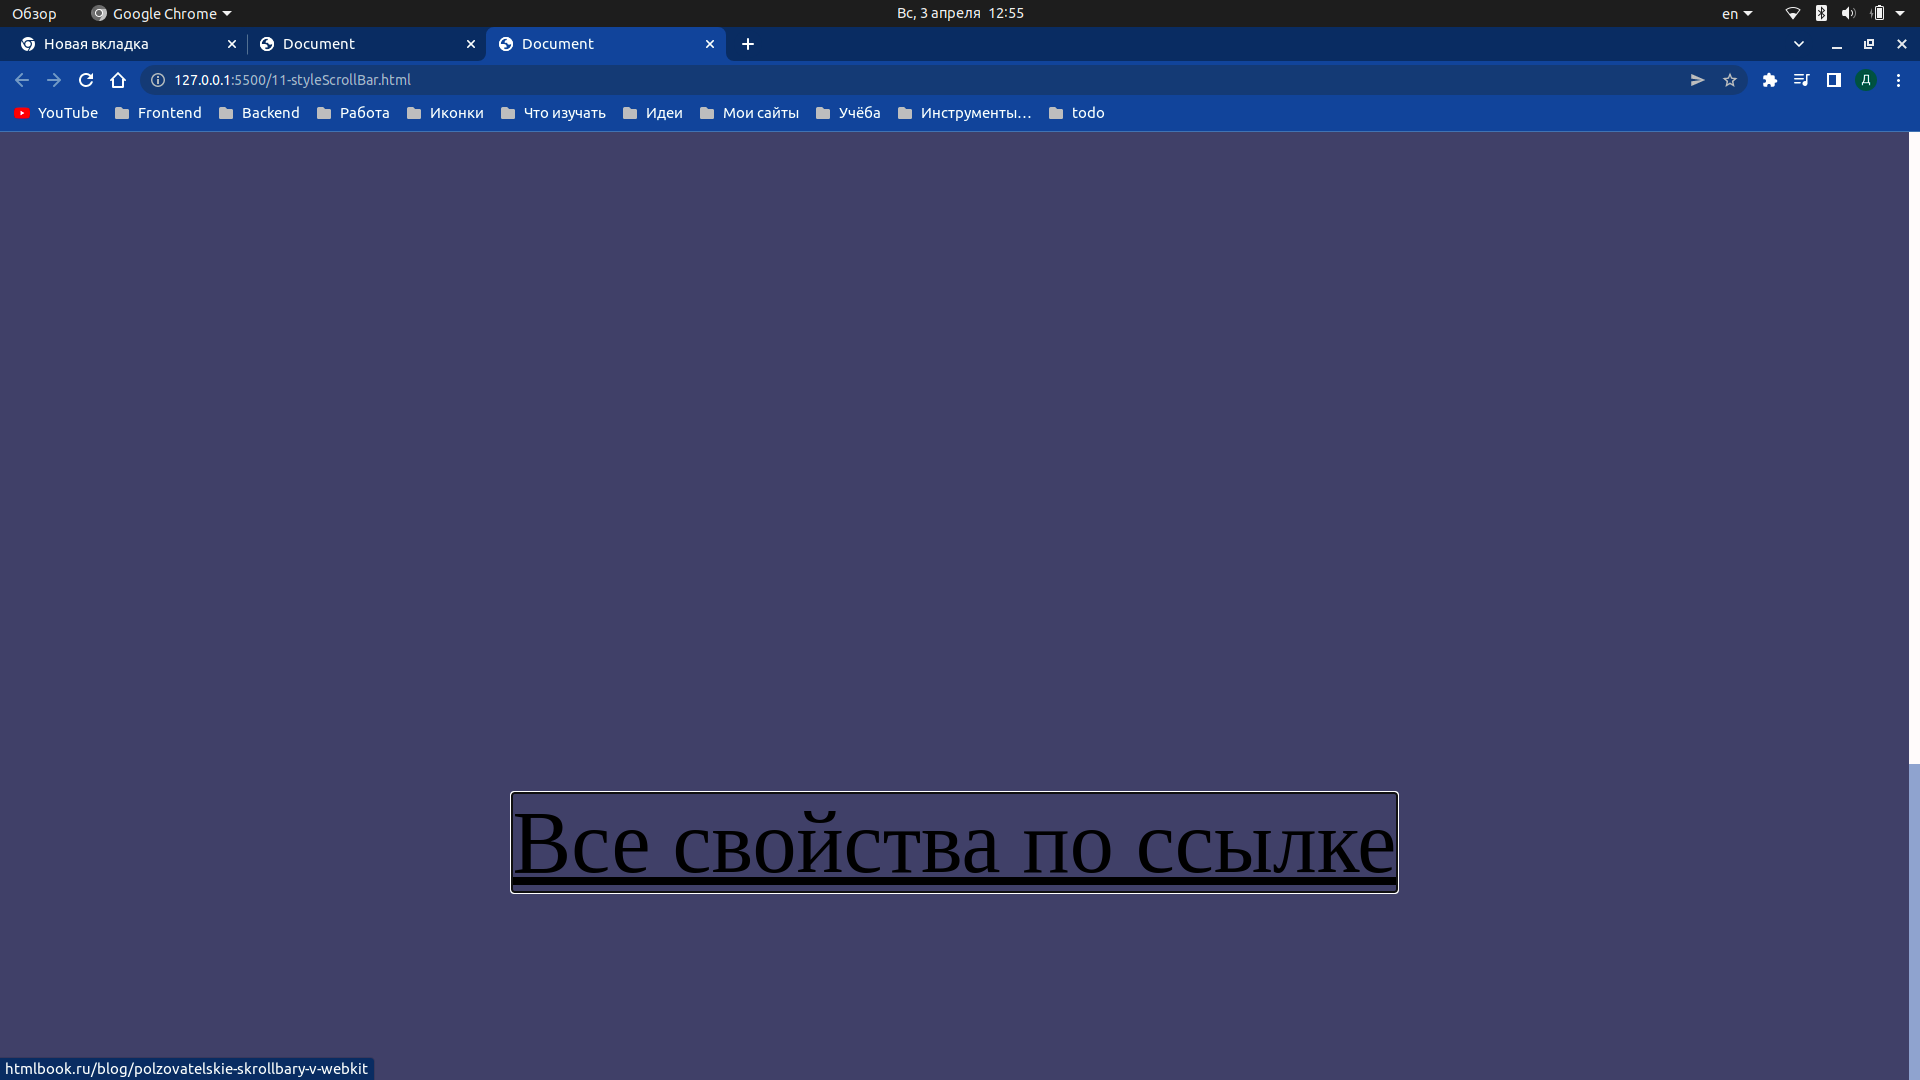 Обзор Google Chrome Вс, 3 апреля 12:55 en
Новая вкладка Document Document
127.0.0.1:5500/11-styleScrollBar.html Д
YouTube Frontend Backend Работа Иконки Что изучать Идеи Мои сайты Учёба Инструменты... todo
Все свойства по ссылке
htmlbook.ru/blog/polzovatelskie-skrollbary-v-webkit